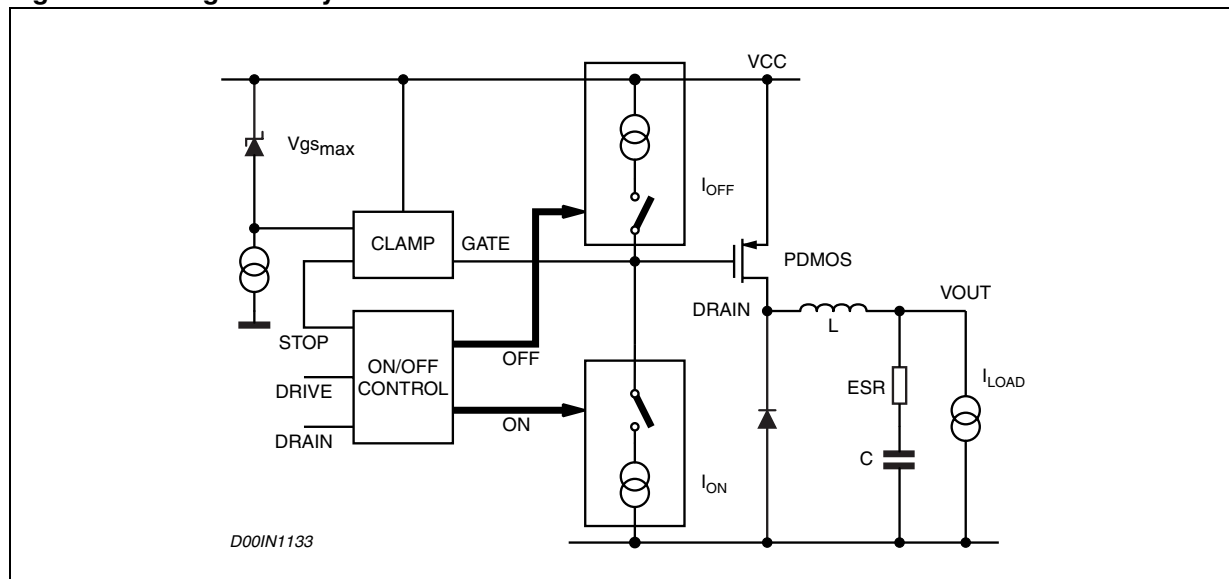 VCC
Vgsmax
IOFF
CLAMP
GATE
PDMOS
DRAIN
VOUT
L
STOP
OFF
ON/OFF
CONTROL
ESR
ILOAD
DRIVE
ON
DRAIN
C
ION
D00IN1133